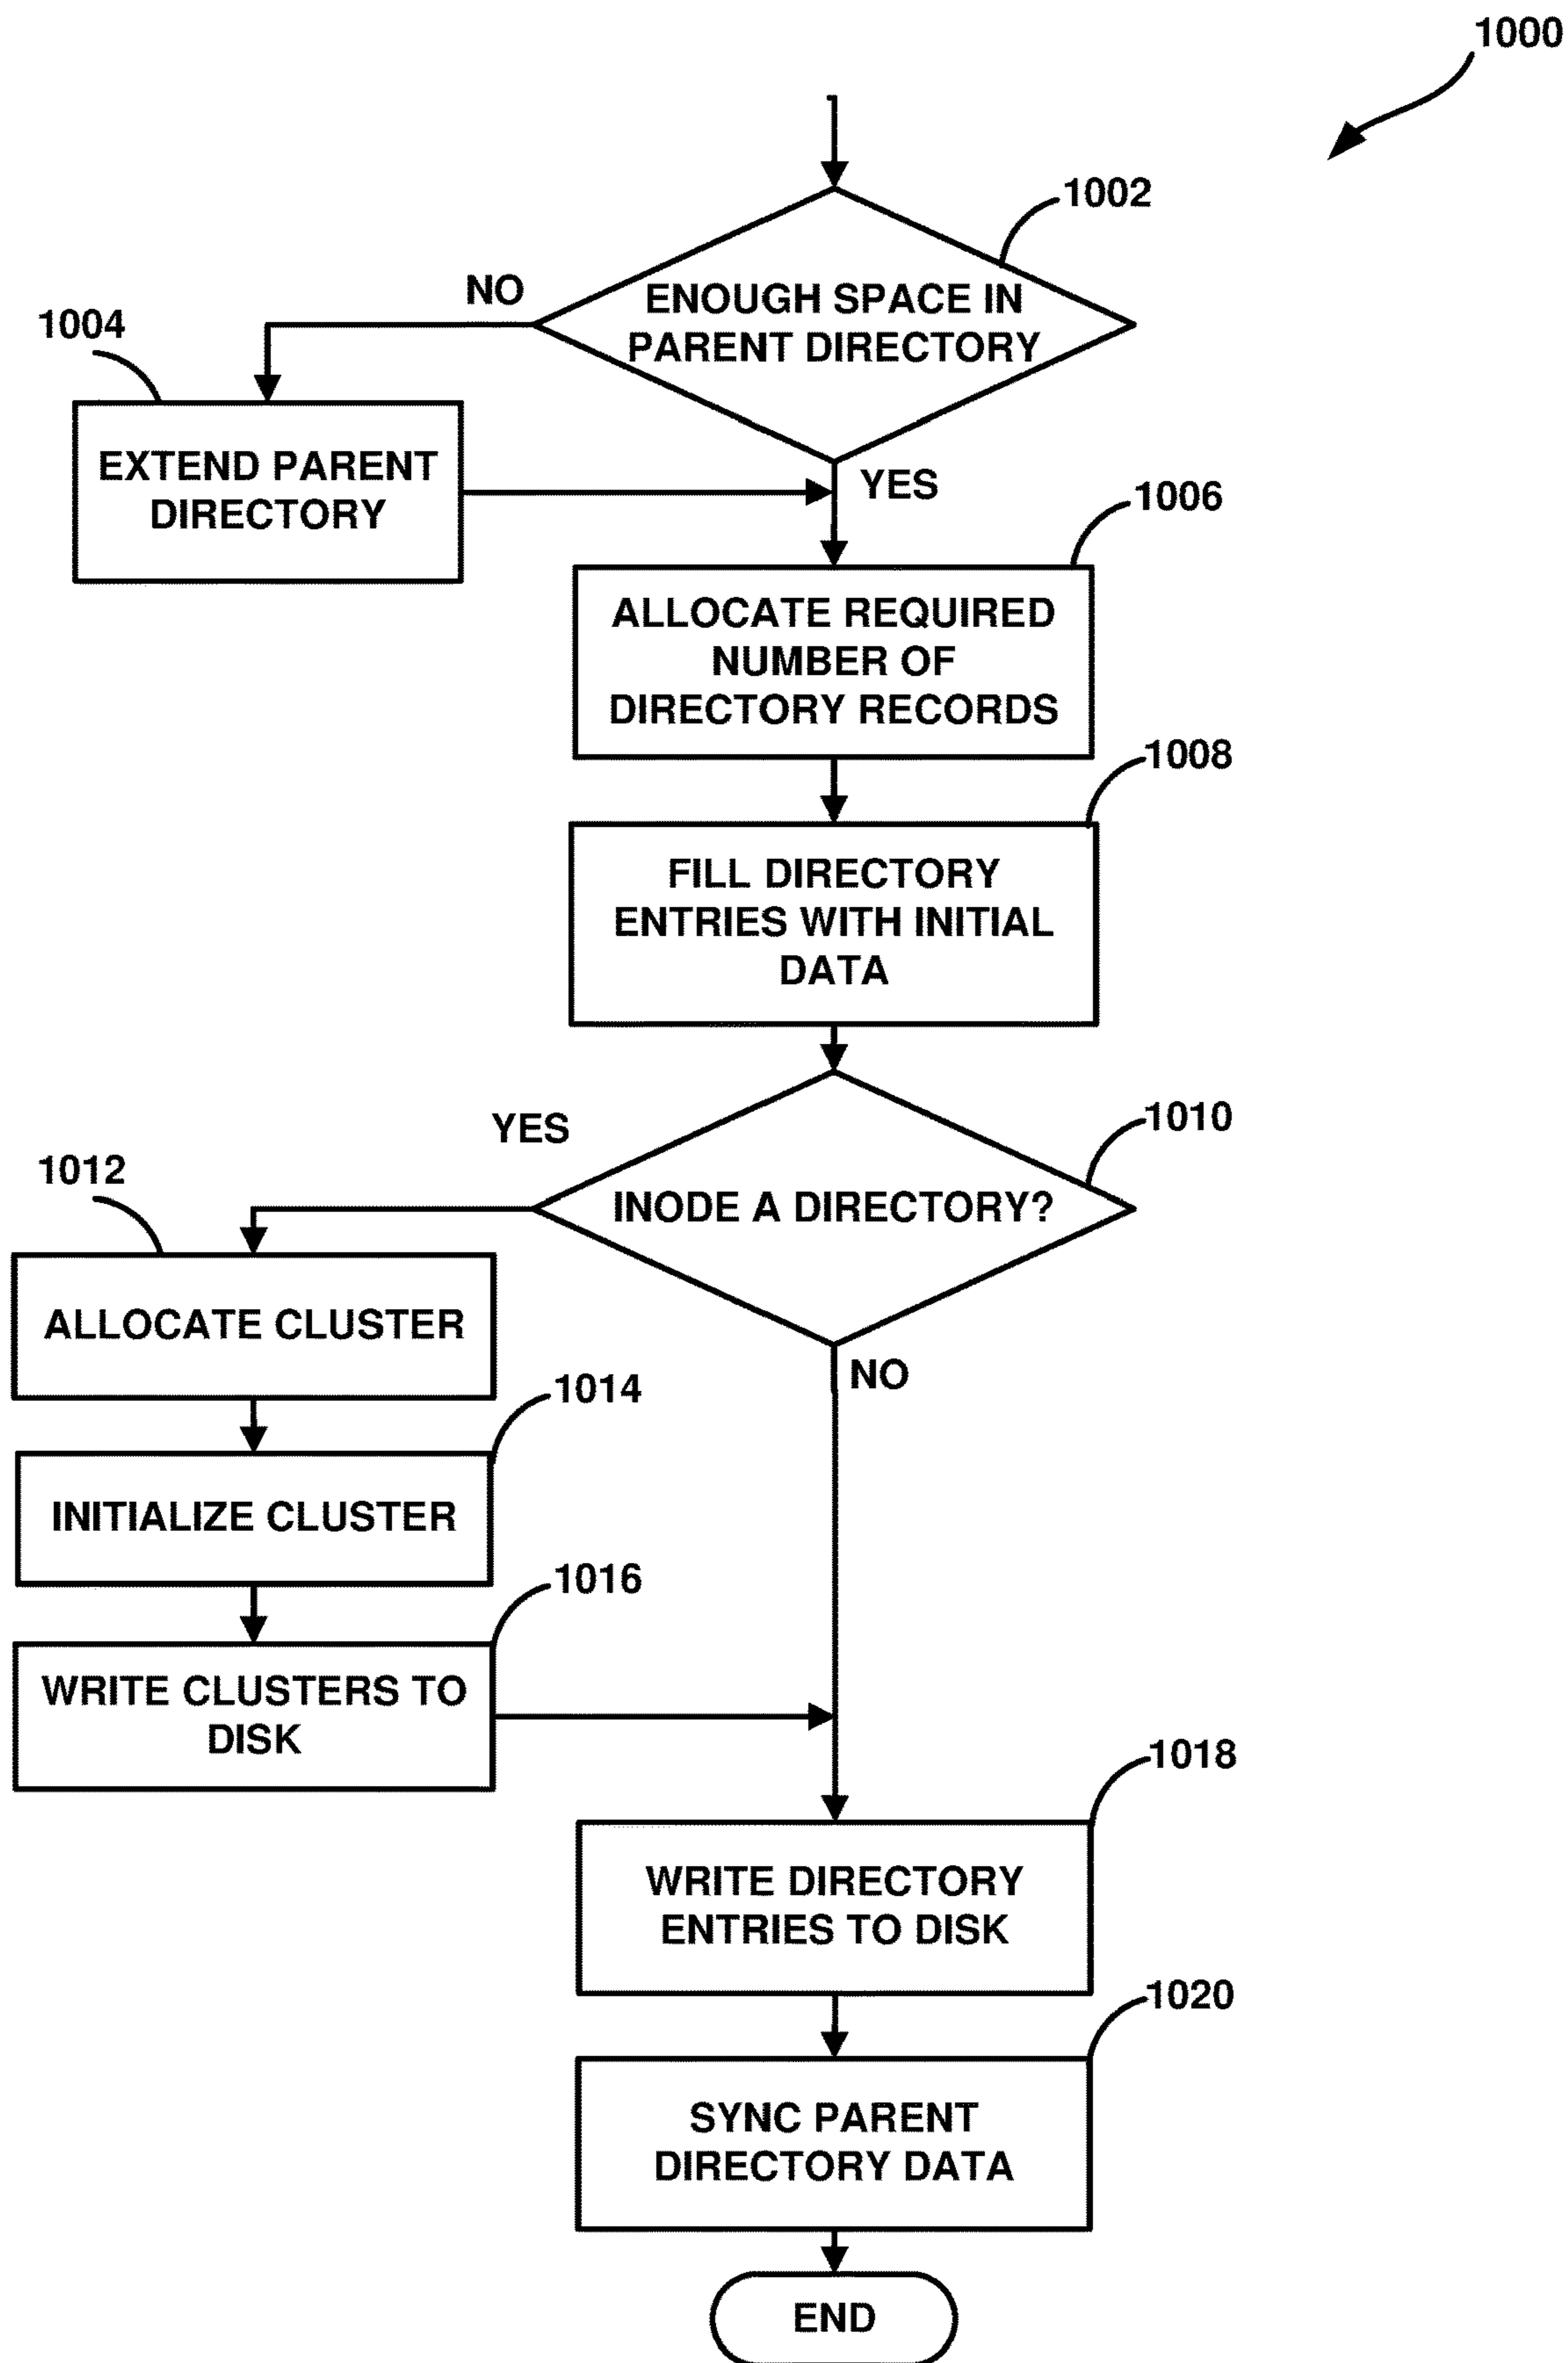 1000
1002
NO
ENOUGH SPACE IN
PARENT DIRECTORY
1004
EXTEND PARENT
DIRECTORY
YES
1006
ALLOCATE REQUIRED
NUMBER OF
DIRECTORY RECORDS
1008
FILL DIRECTORY
ENTRIES WITH INITIAL
DATA
YES
1010
INODE A DIRECTORY?
1012
ALLOCATE CLUSTER
NO
1014
INITIALIZE CLUSTER
1016
WRITE CLUSTERS TO
DISK
1018
WRITE DIRECTORY
ENTRIES TO DISK
1020
SYNC PARENT
DIRECTORY DATA
END